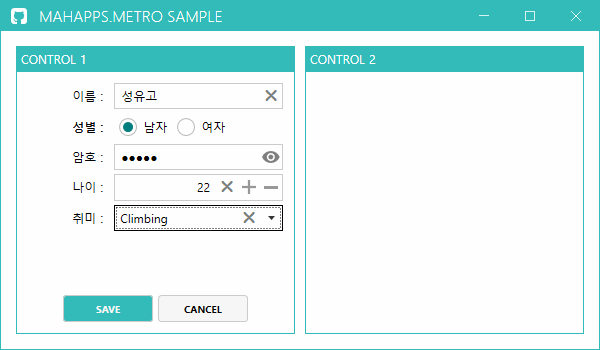 MAHAPPS.METRO SAMPLE
CONTROL 1
이름 : 성유고
성별 : 남자 여자
암호 : ●●●●●
나이 : 22
취미 : Climbing
SAVE CANCEL
CONTROL 2